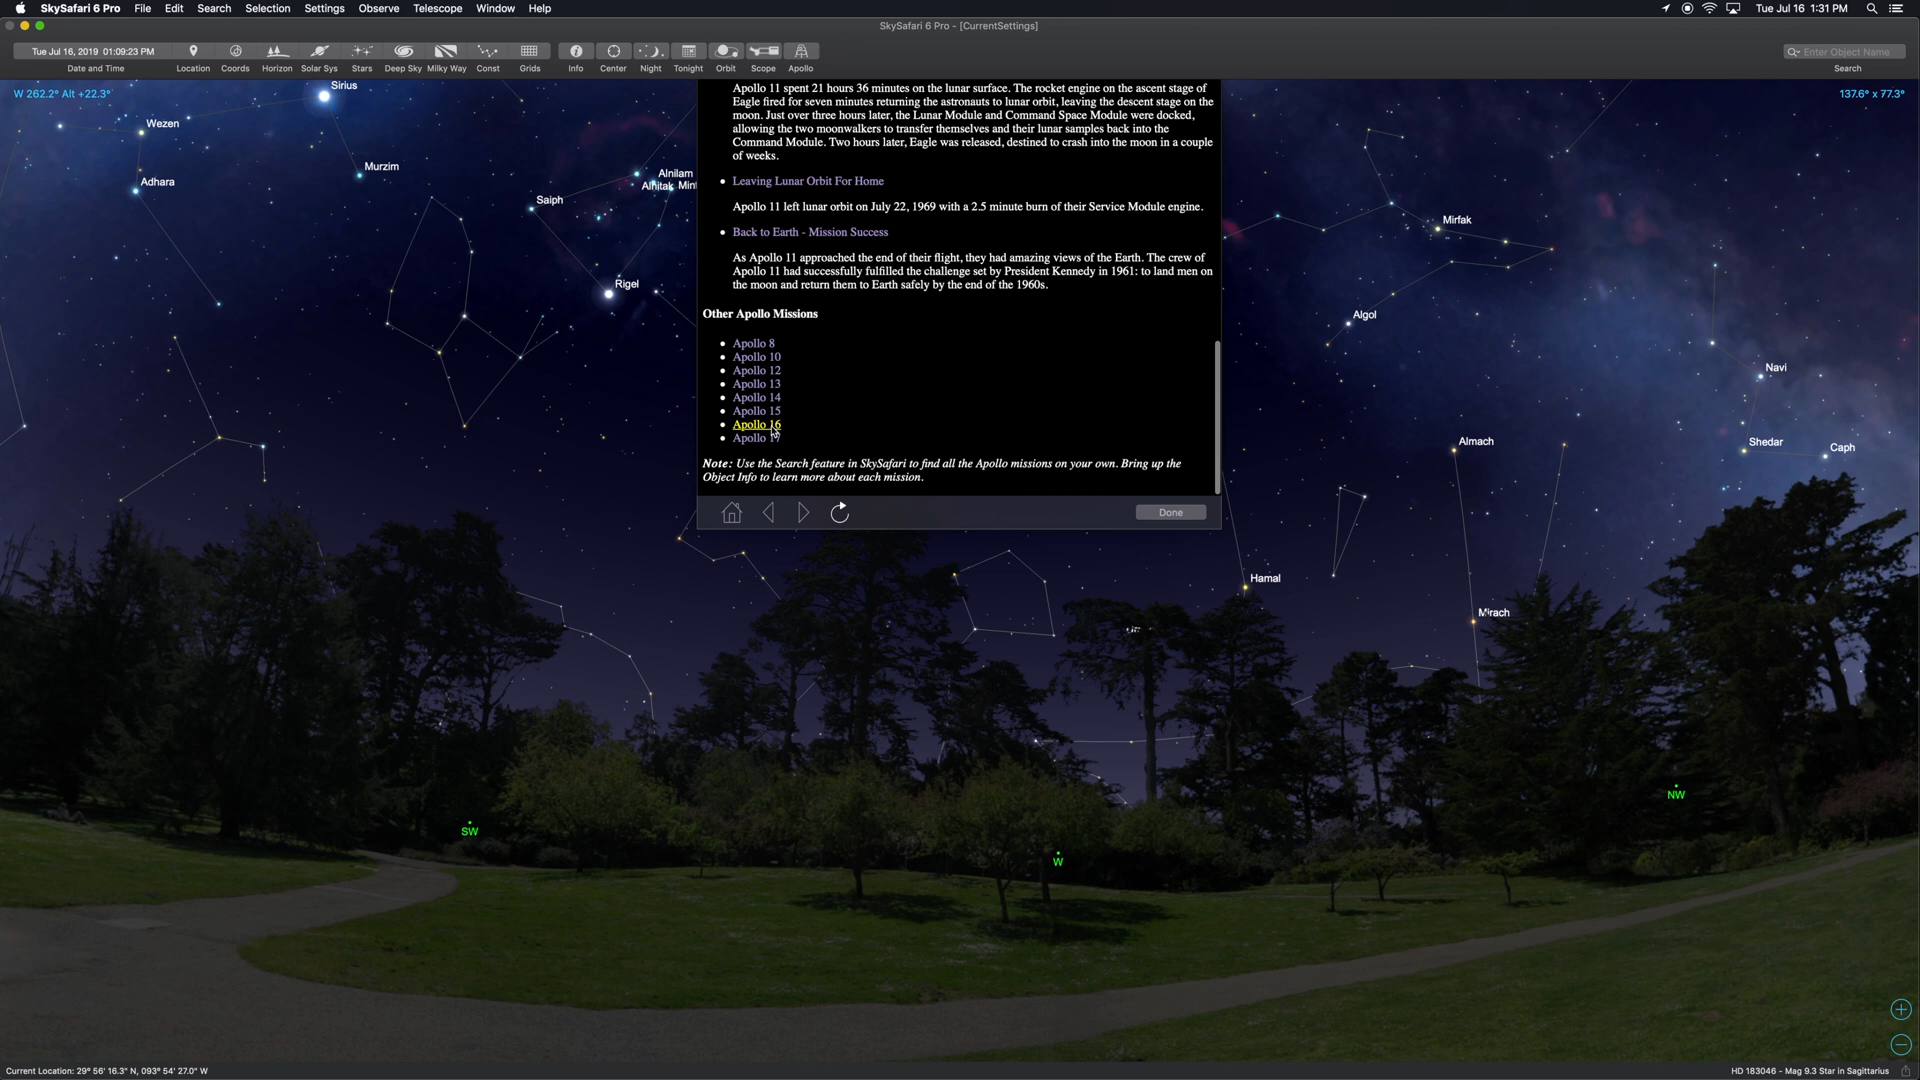 SkySafari 6 Pro File Edit Search Selection Settings Observe Telescope Window Help Tue Jul 16 1:31 PM
SkySafari 6 Pro - [CurrentSettings]
Tue Jul 16, 2019 01:09:23 PM Enter Object Name
Date and Time Location Coords Horizon Solar Sys Stars Deep Sky Milky Way Const Grids Info Center Night Tonight Orbit Scope Apollo Search
W 262.2° Alt +22.3° 137.6° x 77.3°
Sirius
Apollo 11 spent 21 hours 36 minutes on the lunar surface. The rocket engine on the ascent stage of
Eagle fired for seven minutes returning the astronauts to lunar orbit, leaving the descent stage on the
moon. Just over three hours later, the Lunar Module and Command Space Module were docked,
allowing the two moonwalkers to transfer themselves and their lunar samples back into the
Command Module. Two hours later, Eagle was released, destined to crash into the moon in a couple
of weeks.
Wezen
Murzim
Adhara
Alnilam
Alnitak
Saiph
Rigel
• Leaving Lunar Orbit For Home
Apollo 11 left lunar orbit on July 22, 1969 with a 2.5 minute burn of their Service Module engine.
• Back to Earth - Mission Success
As Apollo 11 approached the end of their flight, they had amazing views of the Earth. The crew of
Apollo 11 had successfully fulfilled the challenge set by President Kennedy in 1961: to land men on
the moon and return them to Earth safely by the end of the 1960s.
Other Apollo Missions
• Apollo 8
• Apollo 10
• Apollo 12
• Apollo 13
• Apollo 14
• Apollo 15
• Apollo 16
• Apollo 17
Note: Use the Search feature in SkySafari to find all the Apollo missions on your own. Bring up the
Object Info to learn more about each mission.
Done
Mirfak
Algol
Navi
Almach
Shedar
Caph
Hamal
Mirach
NW
SW
W
Current Location: 29° 56' 16.3" N, 093° 54' 27.0" W HD 183046 - Mag 9.3 Star in Sagittarius